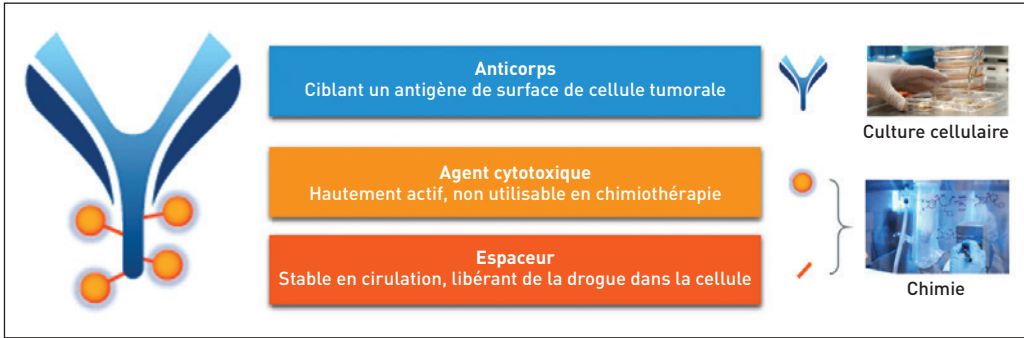 Anticorps
Ciblant un antigène de surface de cellule tumorale
Culture cellulaire
Agent cytotoxique
Hautement actif, non utilisable en chimiothérapie
Espaceur
Stable en cirulation, libérant de la drogue dans la cellule
Chimie